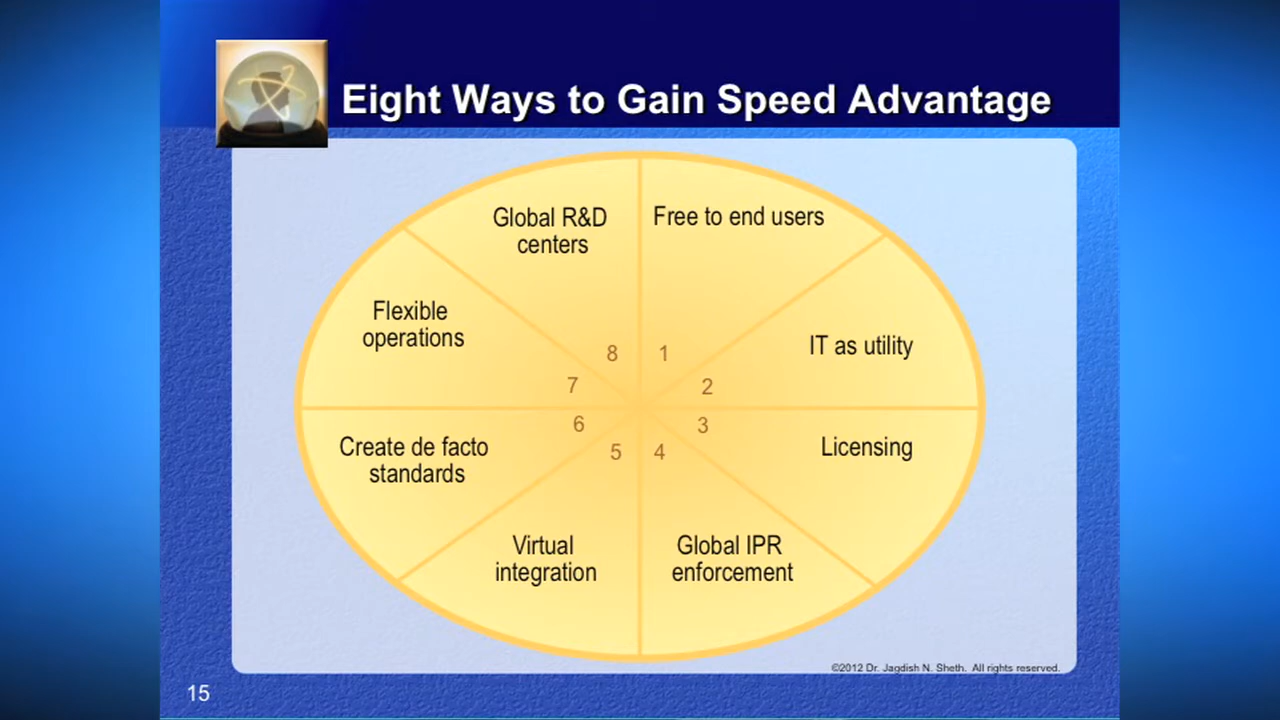 Eight Ways to Gain Speed Advantage
Global R&D
centers
Free to end users
Flexible
operations
IT as utility
8
1
7
2
6
3
5
4
Create de facto
standards
Licensing
Virtual
integration
Global IPR
enforcement
©2012 Dr. Jagdish N. Sheth. All rights reserved.
15